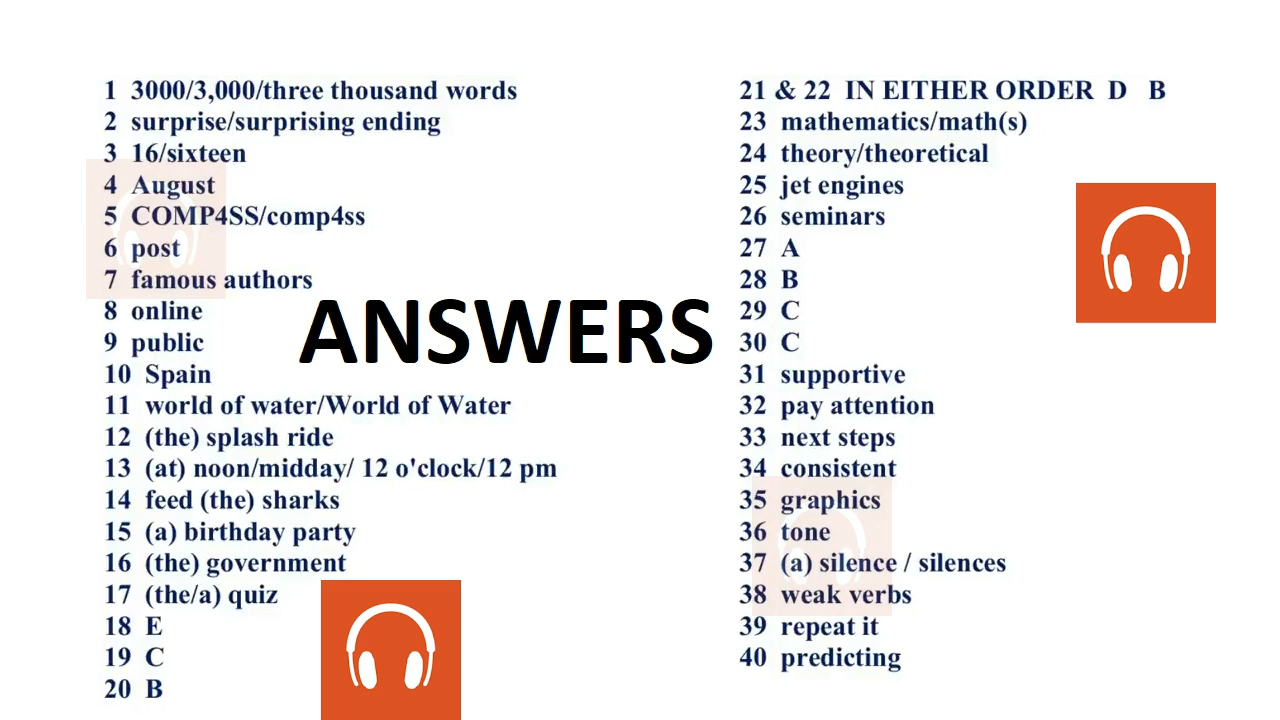 1 3000/3,000/three thousand words
2 surprise/surprising ending
3 16/sixteen
4 August
5 COMP4SS/comp4ss
6 post
7 famous authors
8 online
9 public
10 Spain
11 world of water/World of Water
12 (the) splash ride
13 (at) noon/midday/ 12 o'clock/12 pm
14 feed (the) sharks
15 (a) birthday party
16 (the) government
17 (the/a) quiz
18 E
19 C
20 B
ANSWERS
21 & 22 IN EITHER ORDER D B
23 mathematics/math(s)
24 theory/theoretical
25 jet engines
26 seminars
27 A
28 B
29 C
30 C
31 supportive
32 pay attention
33 next steps
34 consistent
35 graphics
36 tone
37 (a) silence / silences
38 weak verbs
39 repeat it
40 predicting